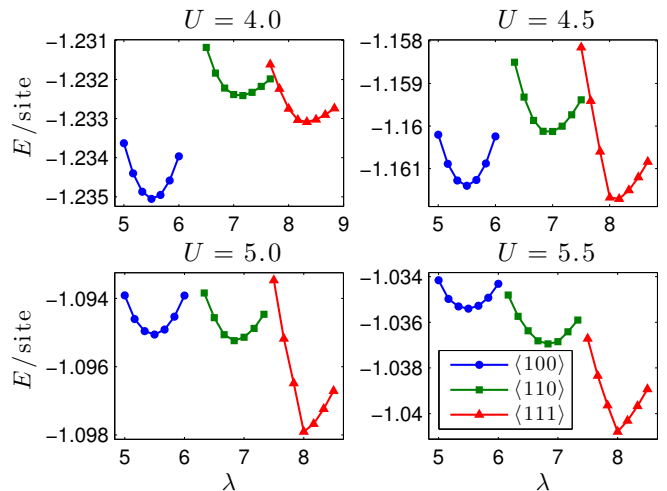 U = 4.0
U = 4.5
E/site
−1.231
−1.232
−1.233
−1.234
−1.235
5 6 7 8 9
−1.158
−1.159
−1.16
−1.161
5 6 7 8
U = 5.0
U = 5.5
E/site
−1.094
−1.096
−1.098
5 6 7 8
λ
−1.034
−1.036
−1.038
−1.04
5 6 7 8
λ
⟨100⟩
⟨110⟩
⟨111⟩